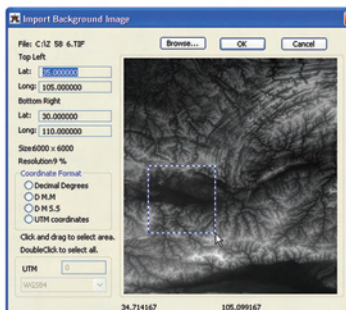 Import Background Image
File: C:\Z_58_6.TIF
Browse...
OK
Cancel
Top Left
Lat: 35.000000
Long: 105.000000
Bottom Right
Lat: 30.000000
Long: 110.000000
Size:6000 x 6000
Resolution:9 %
Coordinate Format
Decimal Degrees
D M.M
D M S.S
UTM coordinates
Click and drag to select area.
DoubleClick to select all.
UTM 0
WGS84
34.714167 105.099167